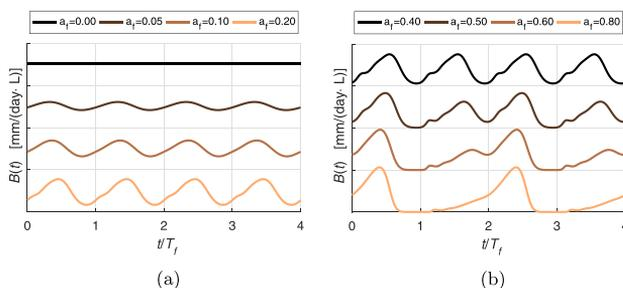 a_f=0.00 a_f=0.05 a_f=0.10 a_f=0.20
B(t) [mm/(day· L)]
0 1 2 3 4
t/T_f
(a)
a_f=0.40 a_f=0.50 a_f=0.60 a_f=0.80
B(t) [mm/(day· L)]
0 1 2 3 4
t/T_f
(b)